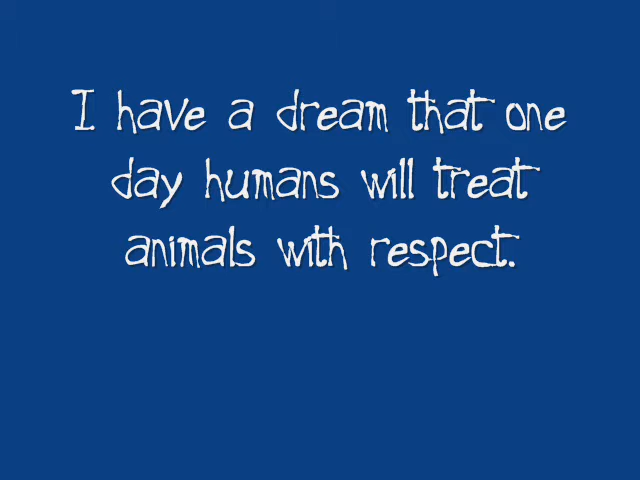 I have a dream that one
day humans will treat
animals with respect.